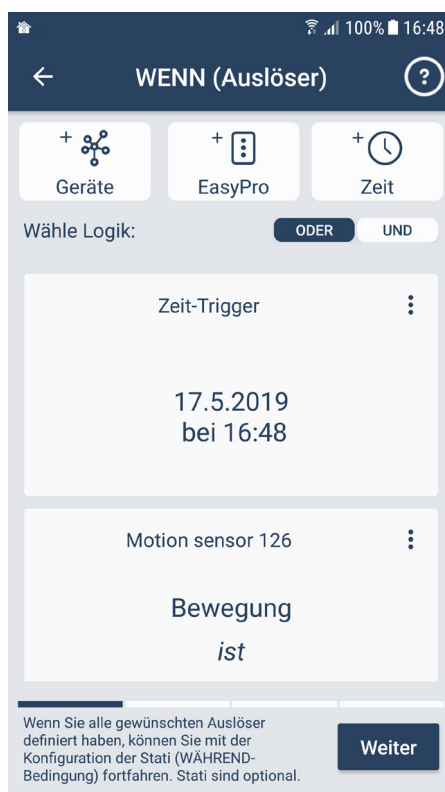 100% 16:48
WENN (Auslöser) ?
+ + +
Geräte EasyPro Zeit
Wähle Logik: ODER UND
Zeit-Trigger
17.5.2019
bei 16:48
Motion sensor 126
Bewegung
ist
Wenn Sie alle gewünschten Auslöser
definiert haben, können Sie mit der
Konfiguration der Stati (WÄHREND-
Bedingung) fortfahren. Stati sind optional.
Weiter